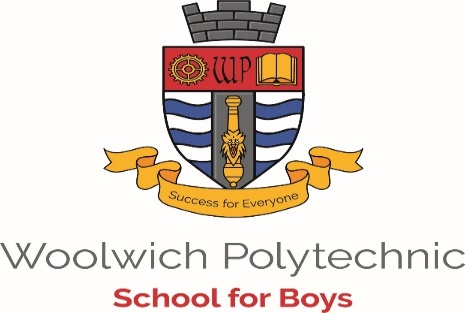 WP
Success for Everyone
Woolwich Polytechnic
School for Boys